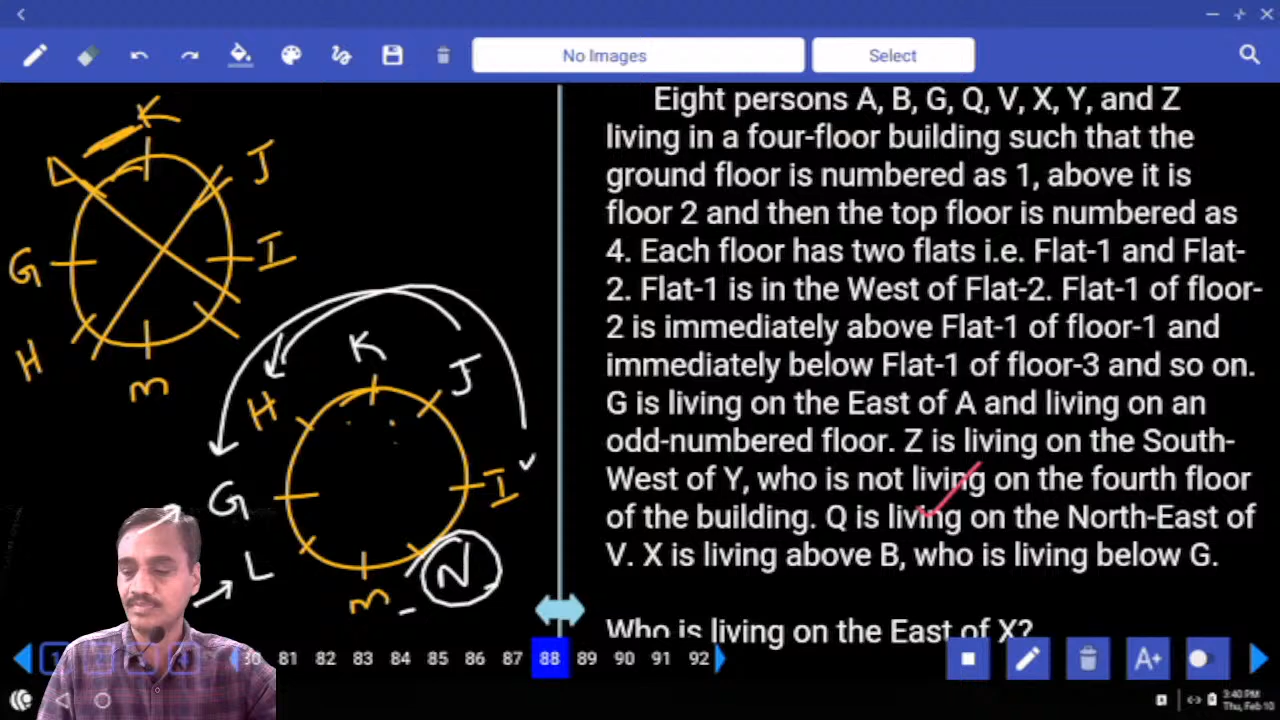 No Images
Select
Eight persons A, B, G, Q, V, X, Y, and Z
living in a four-floor building such that the
ground floor is numbered as 1, above it is
floor 2 and then the top floor is numbered as
4. Each floor has two flats i.e. Flat-1 and Flat-
2. Flat-1 is in the West of Flat-2. Flat-1 of floor-
2 is immediately above Flat-1 of floor-1 and
immediately below Flat-1 of floor-3 and so on.
G is living on the East of A and living on an
odd-numbered floor. Z is living on the South-
West of Y, who is not living on the fourth floor
of the building. Q is living on the North-East of
V. X is living above B, who is living below G.
Who is living on the East of X?
K
J
G
I
H
m
K
H
J
G
I
L
m
N
81 82 83 84 85 86 87 88 89 90 91 92
A+
3:40 PM
Thu, Feb 10